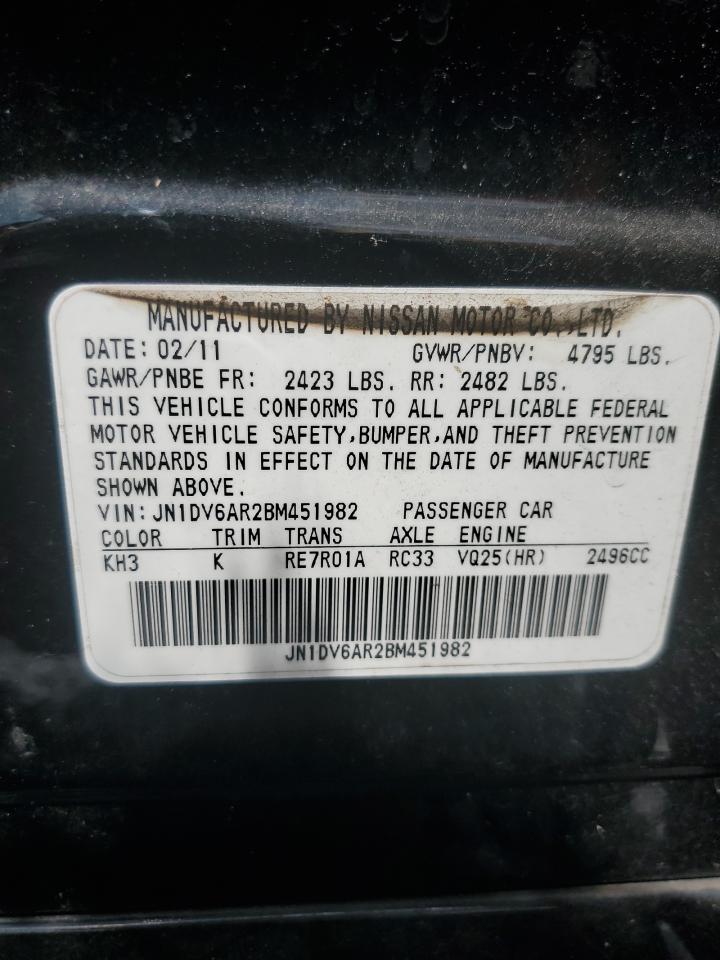 MANUFACTURED BY NISSAN MOTOR CO.,LTD.
DATE: 02/11 GVWR/PNBV: 4795 LBS.
GAWR/PNBE FR: 2423 LBS. RR: 2482 LBS.
THIS VEHICLE CONFORMS TO ALL APPLICABLE FEDERAL
MOTOR VEHICLE SAFETY,BUMPER,AND THEFT PREVENTION
STANDARDS IN EFFECT ON THE DATE OF MANUFACTURE
SHOWN ABOVE.
VIN: JN1DV6AR2BM451982 PASSENGER CAR
COLOR TRIM TRANS AXLE ENGINE
KH3 K RE7R01A RC33 VQ25(HR) 2496CC
JN1DV6AR2BM451982